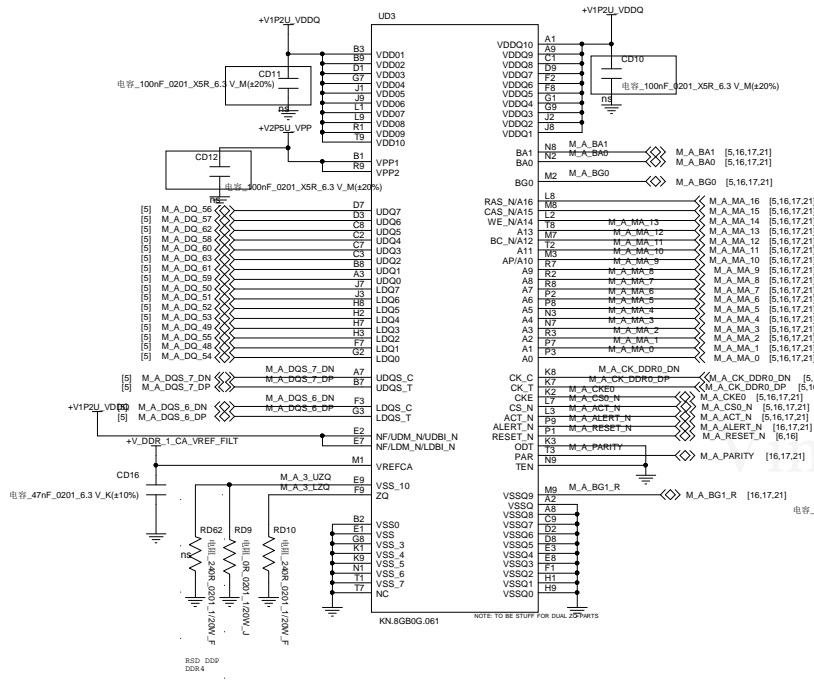 +V1P2U_VDDQ
UD3
+V1P2U_VDDQ
CD11
电容_100nF_0201_X5R_6.3 V_M(±20%)
ns
CD10
电容_100nF_0201_X5R_6.3 V_M(±20%)
ns
+V2P5U_VPP
CD12
电容_100nF_0201_X5R_6.3 V_M(±20%)
ns
B3 VDD01
B9 VDD02
D1 VDD03
G7 VDD04
J1 VDD05
J9 VDD06
L1 VDD07
L9 VDD08
R1 VDD09
T9 VDD10
B1 VPP1
R9 VPP2
[5] M_A_DQ_56 D7 UDQ7
[5] M_A_DQ_57 D3 UDQ6
[5] M_A_DQ_62 C8 UDQ5
[5] M_A_DQ_58 C2 UDQ4
[5] M_A_DQ_60 C7 UDQ3
[5] M_A_DQ_63 C3 UDQ2
[5] M_A_DQ_61 B8 UDQ1
[5] M_A_DQ_59 A3 UDQ0
[5] M_A_DQ_50 J7 LDQ7
[5] M_A_DQ_51 J3 LDQ6
[5] M_A_DQ_52 H8 LDQ5
[5] M_A_DQ_53 H2 LDQ4
[5] M_A_DQ_49 H7 LDQ3
[5] M_A_DQ_55 H3 LDQ2
[5] M_A_DQ_48 F7 LDQ1
[5] M_A_DQ_54 G2 LDQ0
[5] M_A_DQS_7_DN M_A_DQS_7_DN A7 UDQS_C
[5] M_A_DQS_7_DP M_A_DQS_7_DP B7 UDQS_T
[5] M_A_DQS_6_DN M_A_DQS_6_DN F3 LDQS_C
[5] M_A_DQS_6_DP M_A_DQS_6_DP G3 LDQS_T
+V1P2U_VDDQ
E2 NF/UDM_N/UDBI_N
E7 NF/LDM_N/LDBI_N
+V_DDR_1_CA_VREF_FILT
M1 VREFCA
CD16
电容_47nF_0201_6.3 V_K(±10%)
M_A_3_UZQ E9 VSS_10
M_A_3_LZQ F9 ZQ
B2 VSS0
E1 VSS
G8 VSS_3
K1 VSS_4
K9 VSS_5
N1 VSS_6
T1 VSS_7
T7 NC
RD62
ns
电阻_240R_0201_1/20W_F
RD9
电阻_0R_0201_1/20W_J
RD10
电阻_240R_0201_1/20W_F
RSD DDP
DDR4
VDDQ10 A1
VDDQ9 A9
VDDQ8 C1
VDDQ7 D9
VDDQ6 F2
VDDQ5 F8
VDDQ4 G1
VDDQ3 G9
VDDQ2 J2
VDDQ1 J8
BA1 N8 M_A_BA1 M_A_BA1 [5,16,17,21]
BA0 N2 M_A_BA0 M_A_BA0 [5,16,17,21]
BG0 M2 M_A_BG0 M_A_BG0 [5,16,17,21]
RAS_N/A16 L8 M_A_MA_16 [5,16,17,21]
CAS_N/A15 M8 M_A_MA_15 [5,16,17,21]
WE_N/A14 L2 M_A_MA_14 [5,16,17,21]
A13 T8 M_A_MA_13 M_A_MA_13 [5,16,17,21]
BC_N/A12 M7 M_A_MA_12 M_A_MA_12 [5,16,17,21]
A11 T2 M_A_MA_11 M_A_MA_11 [5,16,17,21]
AP/A10 M3 M_A_MA_10 M_A_MA_10 [5,16,17,21]
A9 R7 M_A_MA_9 M_A_MA_9 [5,16,17,21]
A8 R2 M_A_MA_8 M_A_MA_8 [5,16,17,21]
A7 R8 M_A_MA_7 M_A_MA_7 [5,16,17,21]
A6 P2 M_A_MA_6 M_A_MA_6 [5,16,17,21]
A5 P8 M_A_MA_5 M_A_MA_5 [5,16,17,21]
A4 N3 M_A_MA_4 M_A_MA_4 [5,16,17,21]
A3 N7 M_A_MA_3 M_A_MA_3 [5,16,17,21]
A2 R3 M_A_MA_2 M_A_MA_2 [5,16,17,21]
A1 P7 M_A_MA_1 M_A_MA_1 [5,16,17,21]
A0 P3 M_A_MA_0 M_A_MA_0 [5,16,17,21]
CK_C K8 M_A_CK_DDR0_DN M_A_CK_DDR0_DN [5,
CK_T K7 M_A_CK_DDR0_DP M_A_CK_DDR0_DP [5,1
CKE K2 M_A_CKE0 M_A_CKE0 [5,16,17,21]
CS_N L7 M_A_CS0_N M_A_CS0_N [5,16,17,21]
ACT_N L3 M_A_ACT_N M_A_ACT_N [5,16,17,21]
ALERT_N P9 M_A_ALERT_N M_A_ALERT_N [16,17,21]
RESET_N P1 M_A_RESET_N M_A_RESET_N [6,16]
ODT K3
PAR T3 M_A_PARITY M_A_PARITY [16,17,21]
TEN N9
VSSQ9 M9 M_A_BG1_R M_A_BG1_R [16,17,21]
VSSQ A2
VSSQ8 A8
VSSQ7 C9
VSSQ6 D2
VSSQ5 D8
VSSQ4 E3
VSSQ3 E8
VSSQ2 F1
VSSQ1 H1
VSSQ0 H9
电容_
KN.8GB0G.061
NOTE: TO BE STUFF FOR DUAL ZQ PARTS